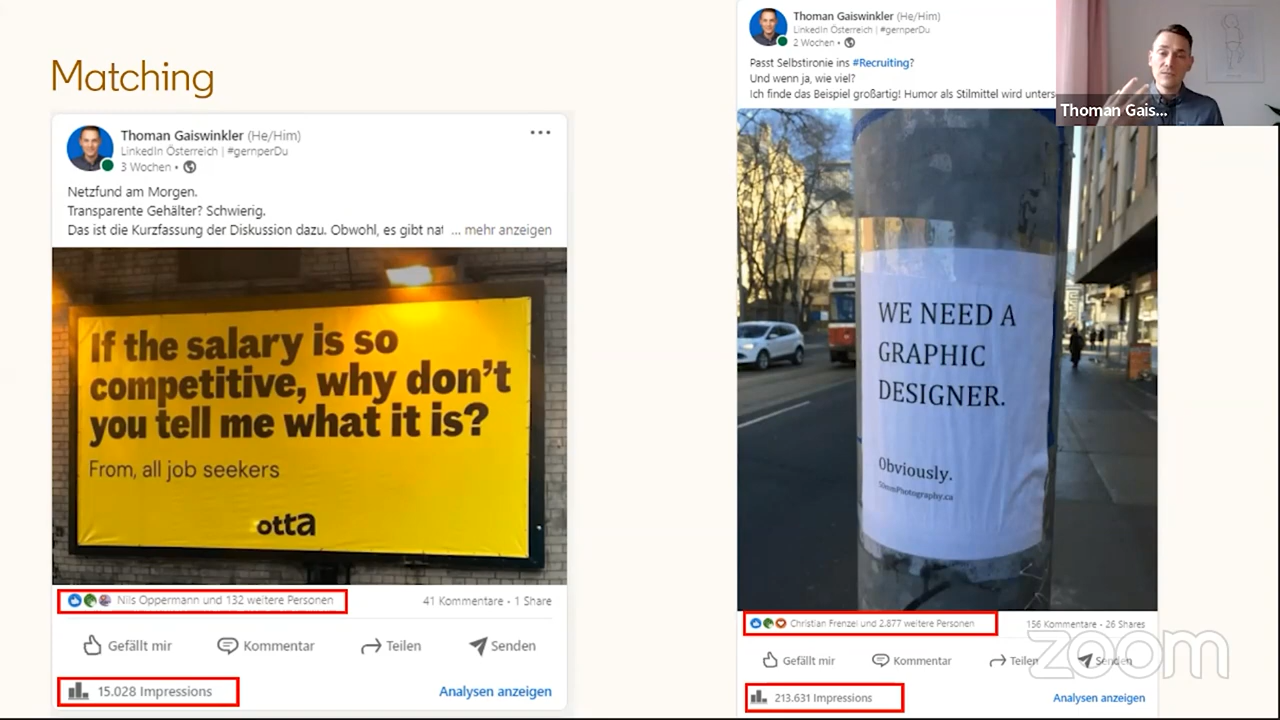 Matching
Thoman Gaiswinkler (He/Him)
LinkedIn Österreich | #gernperDu
3 Wochen •
Netzfund am Morgen.
Transparente Gehälter? Schwierig.
Das ist die Kurzfassung der Diskussion dazu. Obwohl, es gibt nat ... mehr anzeigen
If the salary is so
competitive, why don't
you tell me what it is?
From, all job seekers
otta
Nils Oppermann und 132 weitere Personen
41 Kommentare • 1 Share
Gefällt mir
Kommentar
Teilen
Senden
15.028 Impressions
Analysen anzeigen
Thoman Gaiswinkler (He/Him)
LinkedIn Österreich | #gernperDu
2 Wochen •
Passt Selbstironie ins #Recruiting?
Und wenn ja, wie viel?
Ich finde das Beispiel großartig! Humor als Stilmittel wird unters
WE NEED A
GRAPHIC
DESIGNER.
Obviously.
Christian Frenzel und 2.877 weitere Personen
156 Kommentare • 26 Shares
Gefällt mir
Kommentar
Teilen
Senden
213.631 Impressions
Analysen anzeigen
Thoman Gais...
zoom